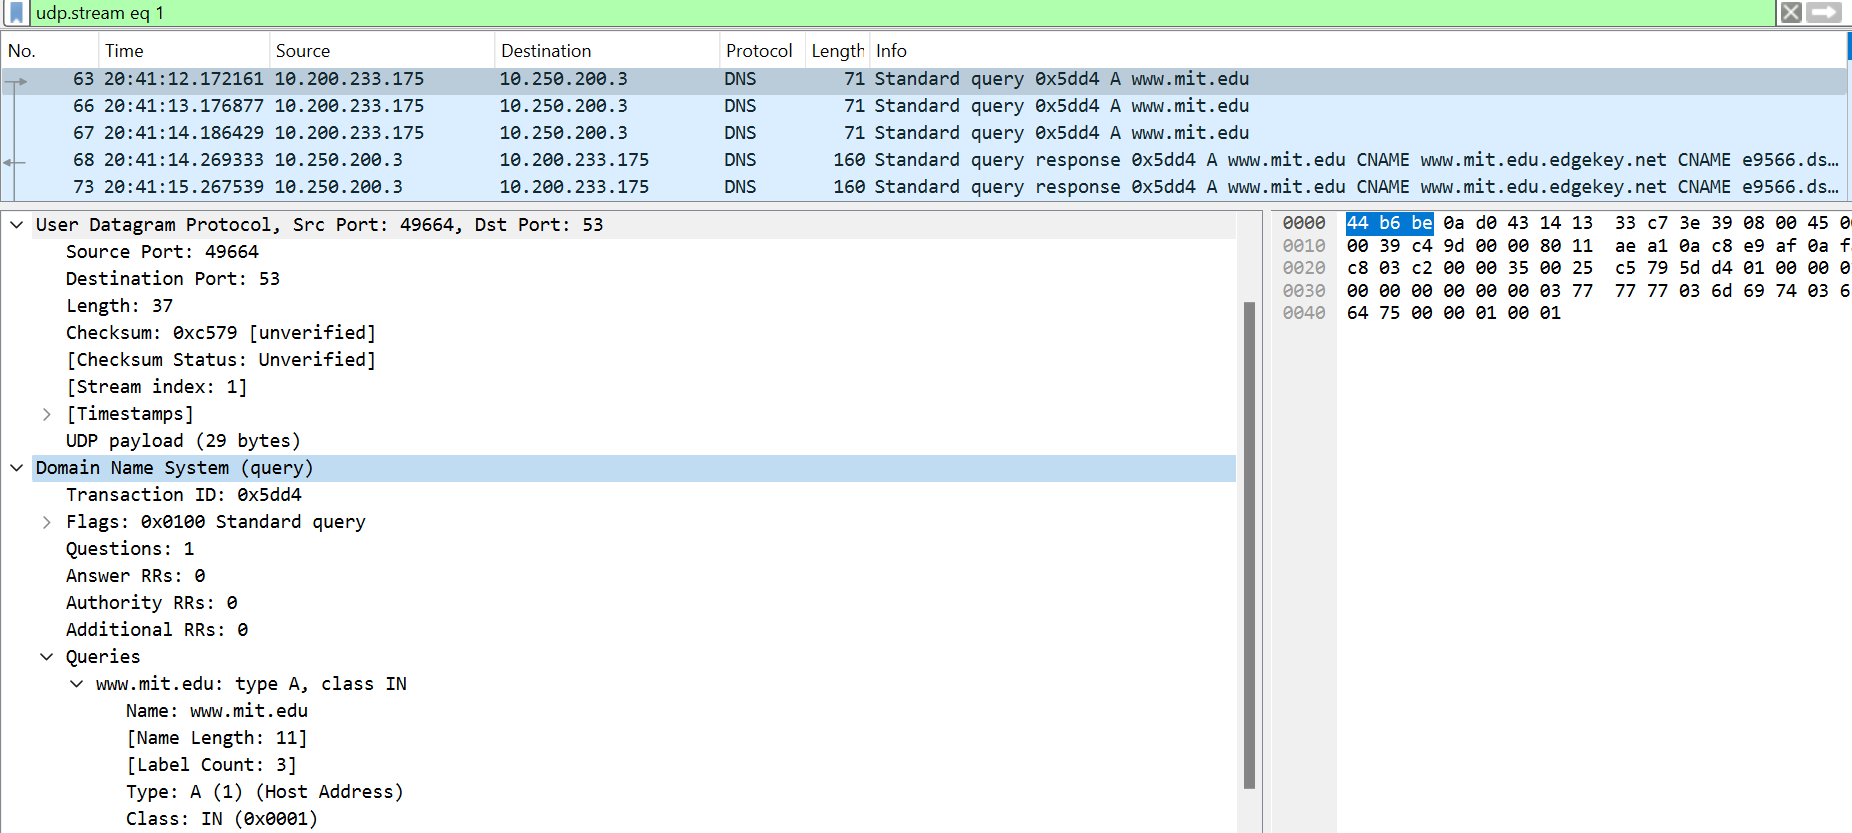 udp.stream eq 1
No. Time Source Destination Protocol Length Info
63 20:41:12.172161 10.200.233.175 10.250.200.3 DNS 71 Standard query 0x5dd4 A www.mit.edu
66 20:41:13.176877 10.200.233.175 10.250.200.3 DNS 71 Standard query 0x5dd4 A www.mit.edu
67 20:41:14.186429 10.200.233.175 10.250.200.3 DNS 71 Standard query 0x5dd4 A www.mit.edu
68 20:41:14.269333 10.250.200.3 10.200.233.175 DNS 160 Standard query response 0x5dd4 A www.mit.edu CNAME www.mit.edu.edgekey.net CNAME e9566.ds…
73 20:41:15.267539 10.250.200.3 10.200.233.175 DNS 160 Standard query response 0x5dd4 A www.mit.edu CNAME www.mit.edu.edgekey.net CNAME e9566.ds…
User Datagram Protocol, Src Port: 49664, Dst Port: 53
Source Port: 49664
Destination Port: 53
Length: 37
Checksum: 0xc579 [unverified]
[Checksum Status: Unverified]
[Stream index: 1]
[Timestamps]
UDP payload (29 bytes)
Domain Name System (query)
Transaction ID: 0x5dd4
Flags: 0x0100 Standard query
Questions: 1
Answer RRs: 0
Authority RRs: 0
Additional RRs: 0
Queries
www.mit.edu: type A, class IN
Name: www.mit.edu
[Name Length: 11]
[Label Count: 3]
Type: A (1) (Host Address)
Class: IN (0x0001)
0000 44 b6 be 0a d0 43 14 13 33 c7 3e 39 08 00 45
0010 00 39 c4 9d 00 00 80 11 ae a1 0a c8 e9 af 0a
0020 c8 03 c2 00 00 35 00 25 c5 79 5d d4 01 00 00
0030 00 00 00 00 00 00 03 77 77 77 03 6d 69 74 03
0040 64 75 00 00 01 00 01